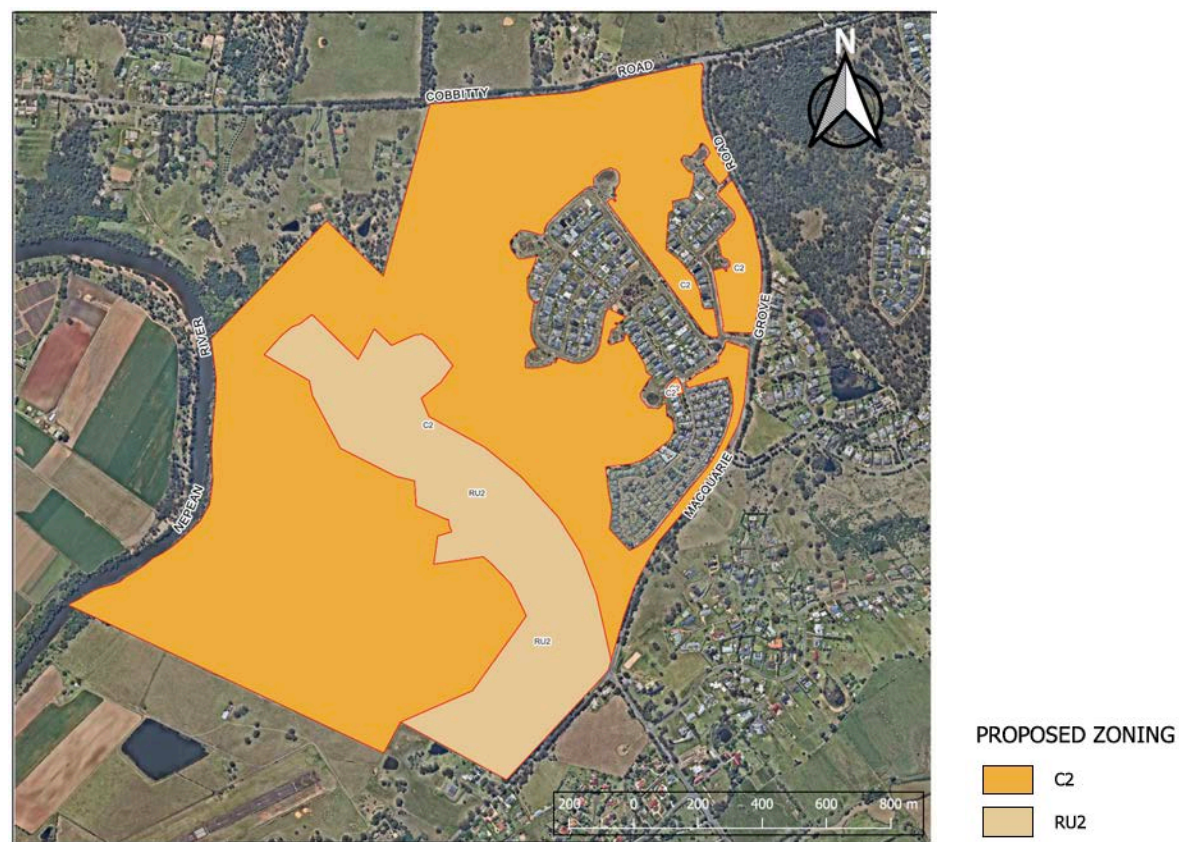 N
COBBITTY ROAD
ROAD
GROVE
MACQUARIE
RIVER
NEPEAN
C2
C2
C2
C2
RU2
RU2
200 0 200 400 600 800 m
PROPOSED ZONING
C2
RU2